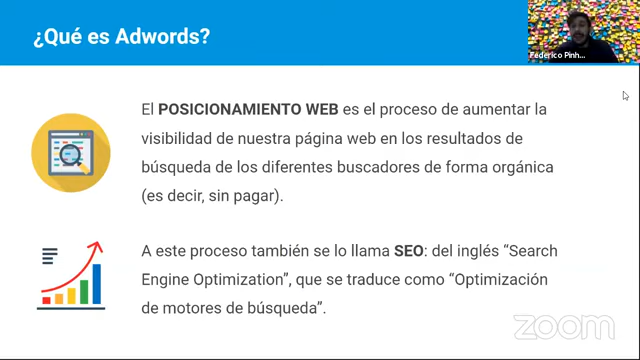 ¿Qué es Adwords?
Federico Pinh...
El POSICIONAMIENTO WEB es el proceso de aumentar la
visibilidad de nuestra página web en los resultados de
búsqueda de los diferentes buscadores de forma orgánica
(es decir, sin pagar).
A este proceso también se lo llama SEO: del inglés “Search
Engine Optimization”, que se traduce como “Optimización
de motores de búsqueda”.
zoom